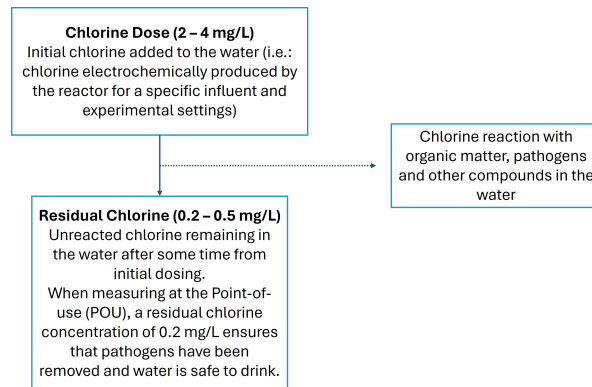 Chlorine Dose (2 – 4 mg/L)
Initial chlorine added to the water (i.e.:
chlorine electrochemically produced by
the reactor for a specific influent and
experimental settings)
Chlorine reaction with
organic matter, pathogens
and other compounds in the
water
Residual Chlorine (0.2 – 0.5 mg/L)
Unreacted chlorine remaining in
the water after some time from
initial dosing.
When measuring at the Point-of-
use (POU), a residual chlorine
concentration of 0.2 mg/L ensures
that pathogens have been
removed and water is safe to drink.